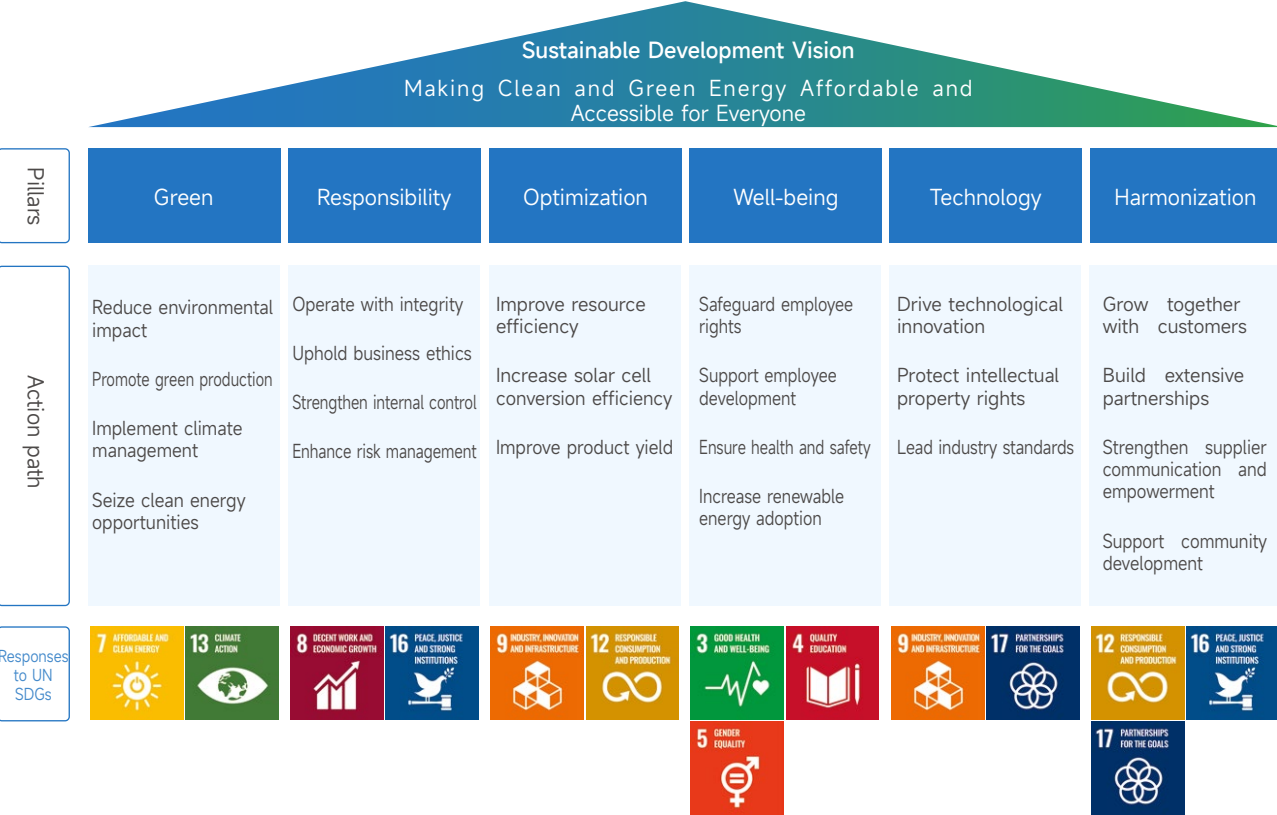 Sustainable Development Vision
Making Clean and Green Energy Affordable and
Accessible for Everyone
Pillars
Green
Responsibility
Optimization
Well-being
Technology
Harmonization
Action path
Reduce environmental
impact
Promote green production
Implement climate
management
Seize clean energy
opportunities
Operate with integrity
Uphold business ethics
Strengthen internal control
Enhance risk management
Improve resource
efficiency
Increase solar cell
conversion efficiency
Improve product yield
Safeguard employee
rights
Support employee
development
Ensure health and safety
Increase renewable
energy adoption
Drive technological
innovation
Protect intellectual
property rights
Lead industry standards
Grow together
with customers
Build extensive
partnerships
Strengthen supplier
communication and
empowerment
Support community
development
Responses
to UN
SDGs
7 AFFORDABLE AND
CLEAN ENERGY
13 CLIMATE
ACTION
8 DECENT WORK AND
ECONOMIC GROWTH
16 PEACE, JUSTICE
AND STRONG
INSTITUTIONS
9 INDUSTRY, INNOVATION
AND INFRASTRUCTURE
12 RESPONSIBLE
CONSUMPTION
AND PRODUCTION
3 GOOD HEALTH
AND WELL-BEING
4 QUALITY
EDUCATION
5 GENDER
EQUALITY
9 INDUSTRY, INNOVATION
AND INFRASTRUCTURE
17 PARTNERSHIPS
FOR THE GOALS
12 RESPONSIBLE
CONSUMPTION
AND PRODUCTION
16 PEACE, JUSTICE
AND STRONG
INSTITUTIONS
17 PARTNERSHIPS
FOR THE GOALS